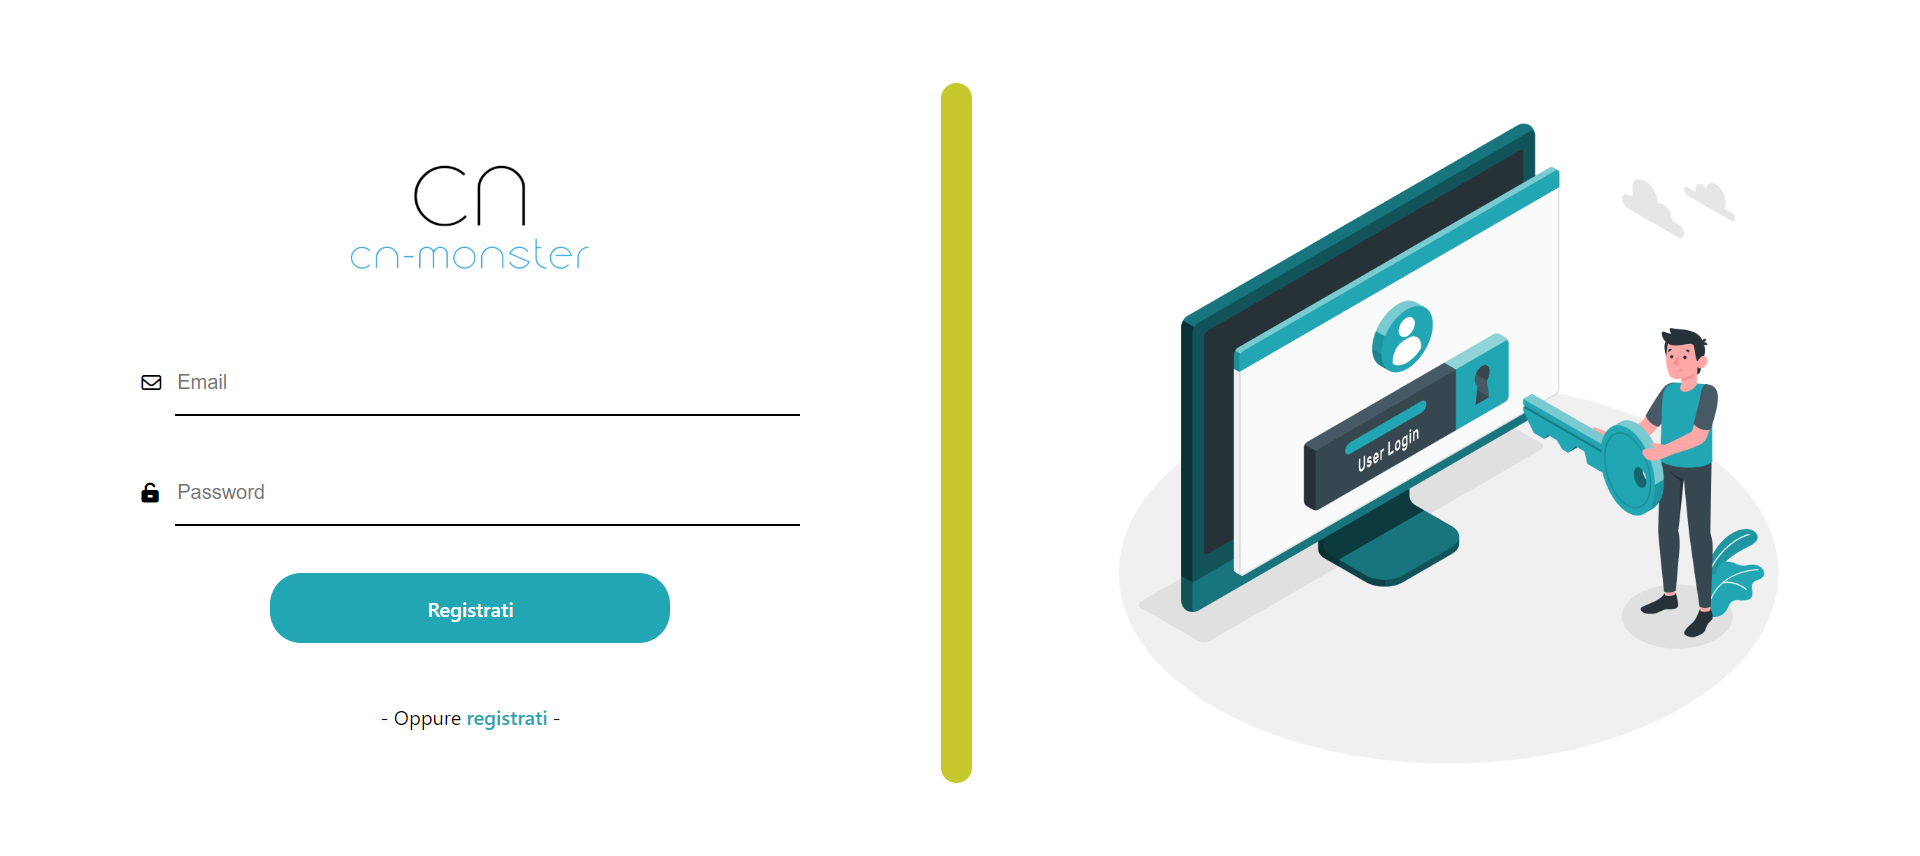 cn
cn-monster
Email
Password
Registrati
- Oppure registrati -
User Login